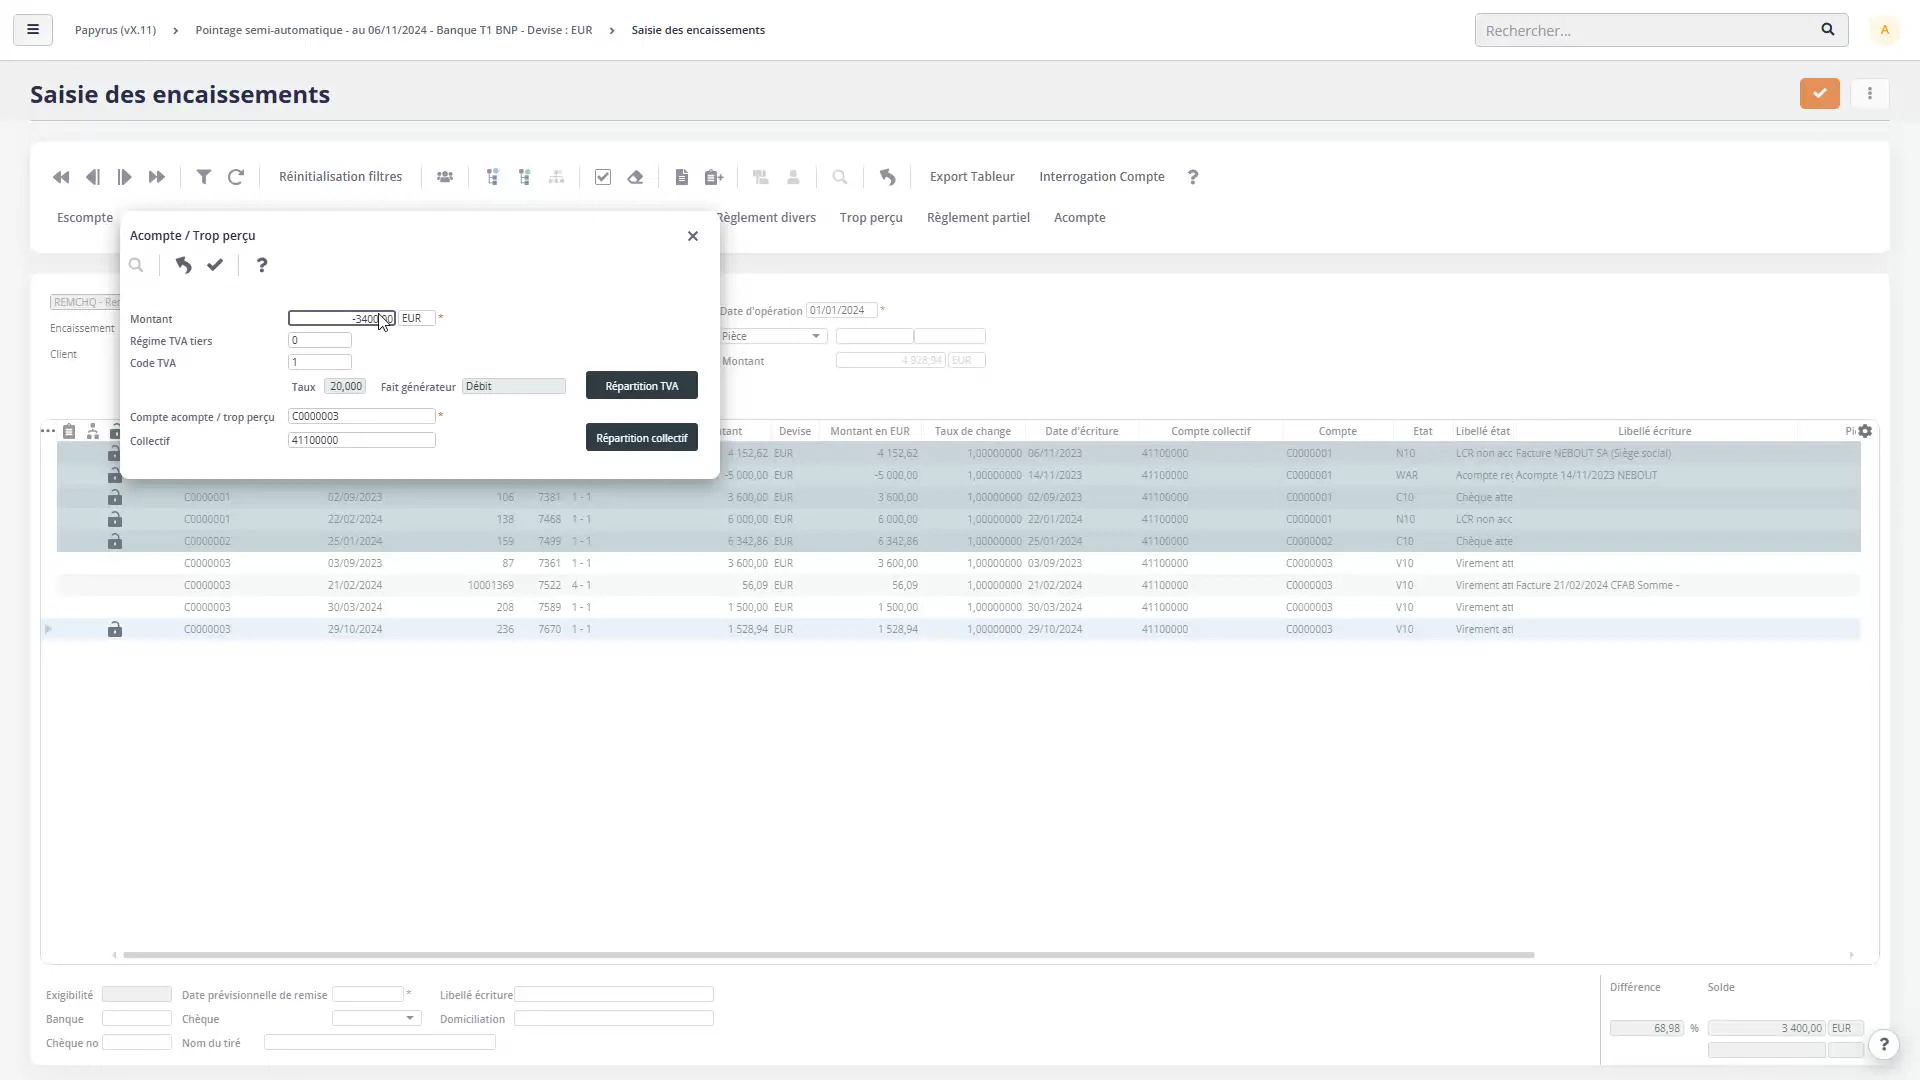 Papyrus (vX.11) › Pointage semi-automatique - au 06/11/2024 - Banque T1 BNP - Devise : EUR › Saisie des encaissements
Rechercher...
A
Saisie des encaissements
Réinitialisation filtres
Export Tableur
Interrogation Compte
?
Escompte
Règlement divers
Trop perçu
Règlement partiel
Acompte
Acompte / Trop perçu
?
Montant EUR *
Régime TVA tiers 0
Code TVA 1
Taux 20,000 Fait générateur Débit Répartition TVA
Compte acompte / trop perçu C0000003 *
Collectif 41100000 Répartition collectif
Encaissement
Client
Date d'opération 01/01/2024 *
Pièce
Montant 4 928,94 EUR
Devise Montant en EUR Taux de change Date d'écriture Compte collectif Compte Etat Libellé état Libellé écriture
4 152,62 EUR 4 152,62 1,00000000 06/11/2023 41100000 C0000001 N10 LCR non acc Facture NEBOUT SA (Siège social)
-5 000,00 EUR -5 000,00 1,00000000 14/11/2023 41100000 C0000001 WAR Acompte Acompte 14/11/2023 NEBOUT
C0000001 02/09/2023 106 7381 1 - 1 3 600,00 EUR 3 600,00 1,00000000 02/09/2023 41100000 C0000001 C10 Chèque atte
C0000001 22/02/2024 138 7468 1 - 1 6 000,00 EUR 6 000,00 1,00000000 22/01/2024 41100000 C0000001 N10 LCR non acc
C0000002 25/01/2024 159 7499 1 - 1 6 342,86 EUR 6 342,86 1,00000000 25/01/2024 41100000 C0000002 C10 Chèque atte
C0000003 03/09/2023 87 7361 1 - 1 3 600,00 EUR 3 600,00 1,00000000 03/09/2023 41100000 C0000003 V10 Virement att
C0000003 21/02/2024 10001369 7522 4 - 1 56,09 EUR 56,09 1,00000000 21/02/2024 41100000 C0000003 V10 Virement att Facture 21/02/2024 CFAB Somme -
C0000003 30/03/2024 208 7589 1 - 1 1 500,00 EUR 1 500,00 1,00000000 30/03/2024 41100000 C0000003 V10 Virement att
C0000003 29/10/2024 236 7670 1 - 1 1 528,94 EUR 1 528,94 1,00000000 29/10/2024 41100000 C0000003 V10 Virement att
Exigibilité Date prévisionnelle de remise * Libellé écriture
Banque Chèque Domiciliation
Chèque no Nom du tiré
Différence Solde
68,98 % 3 400,00 EUR
?